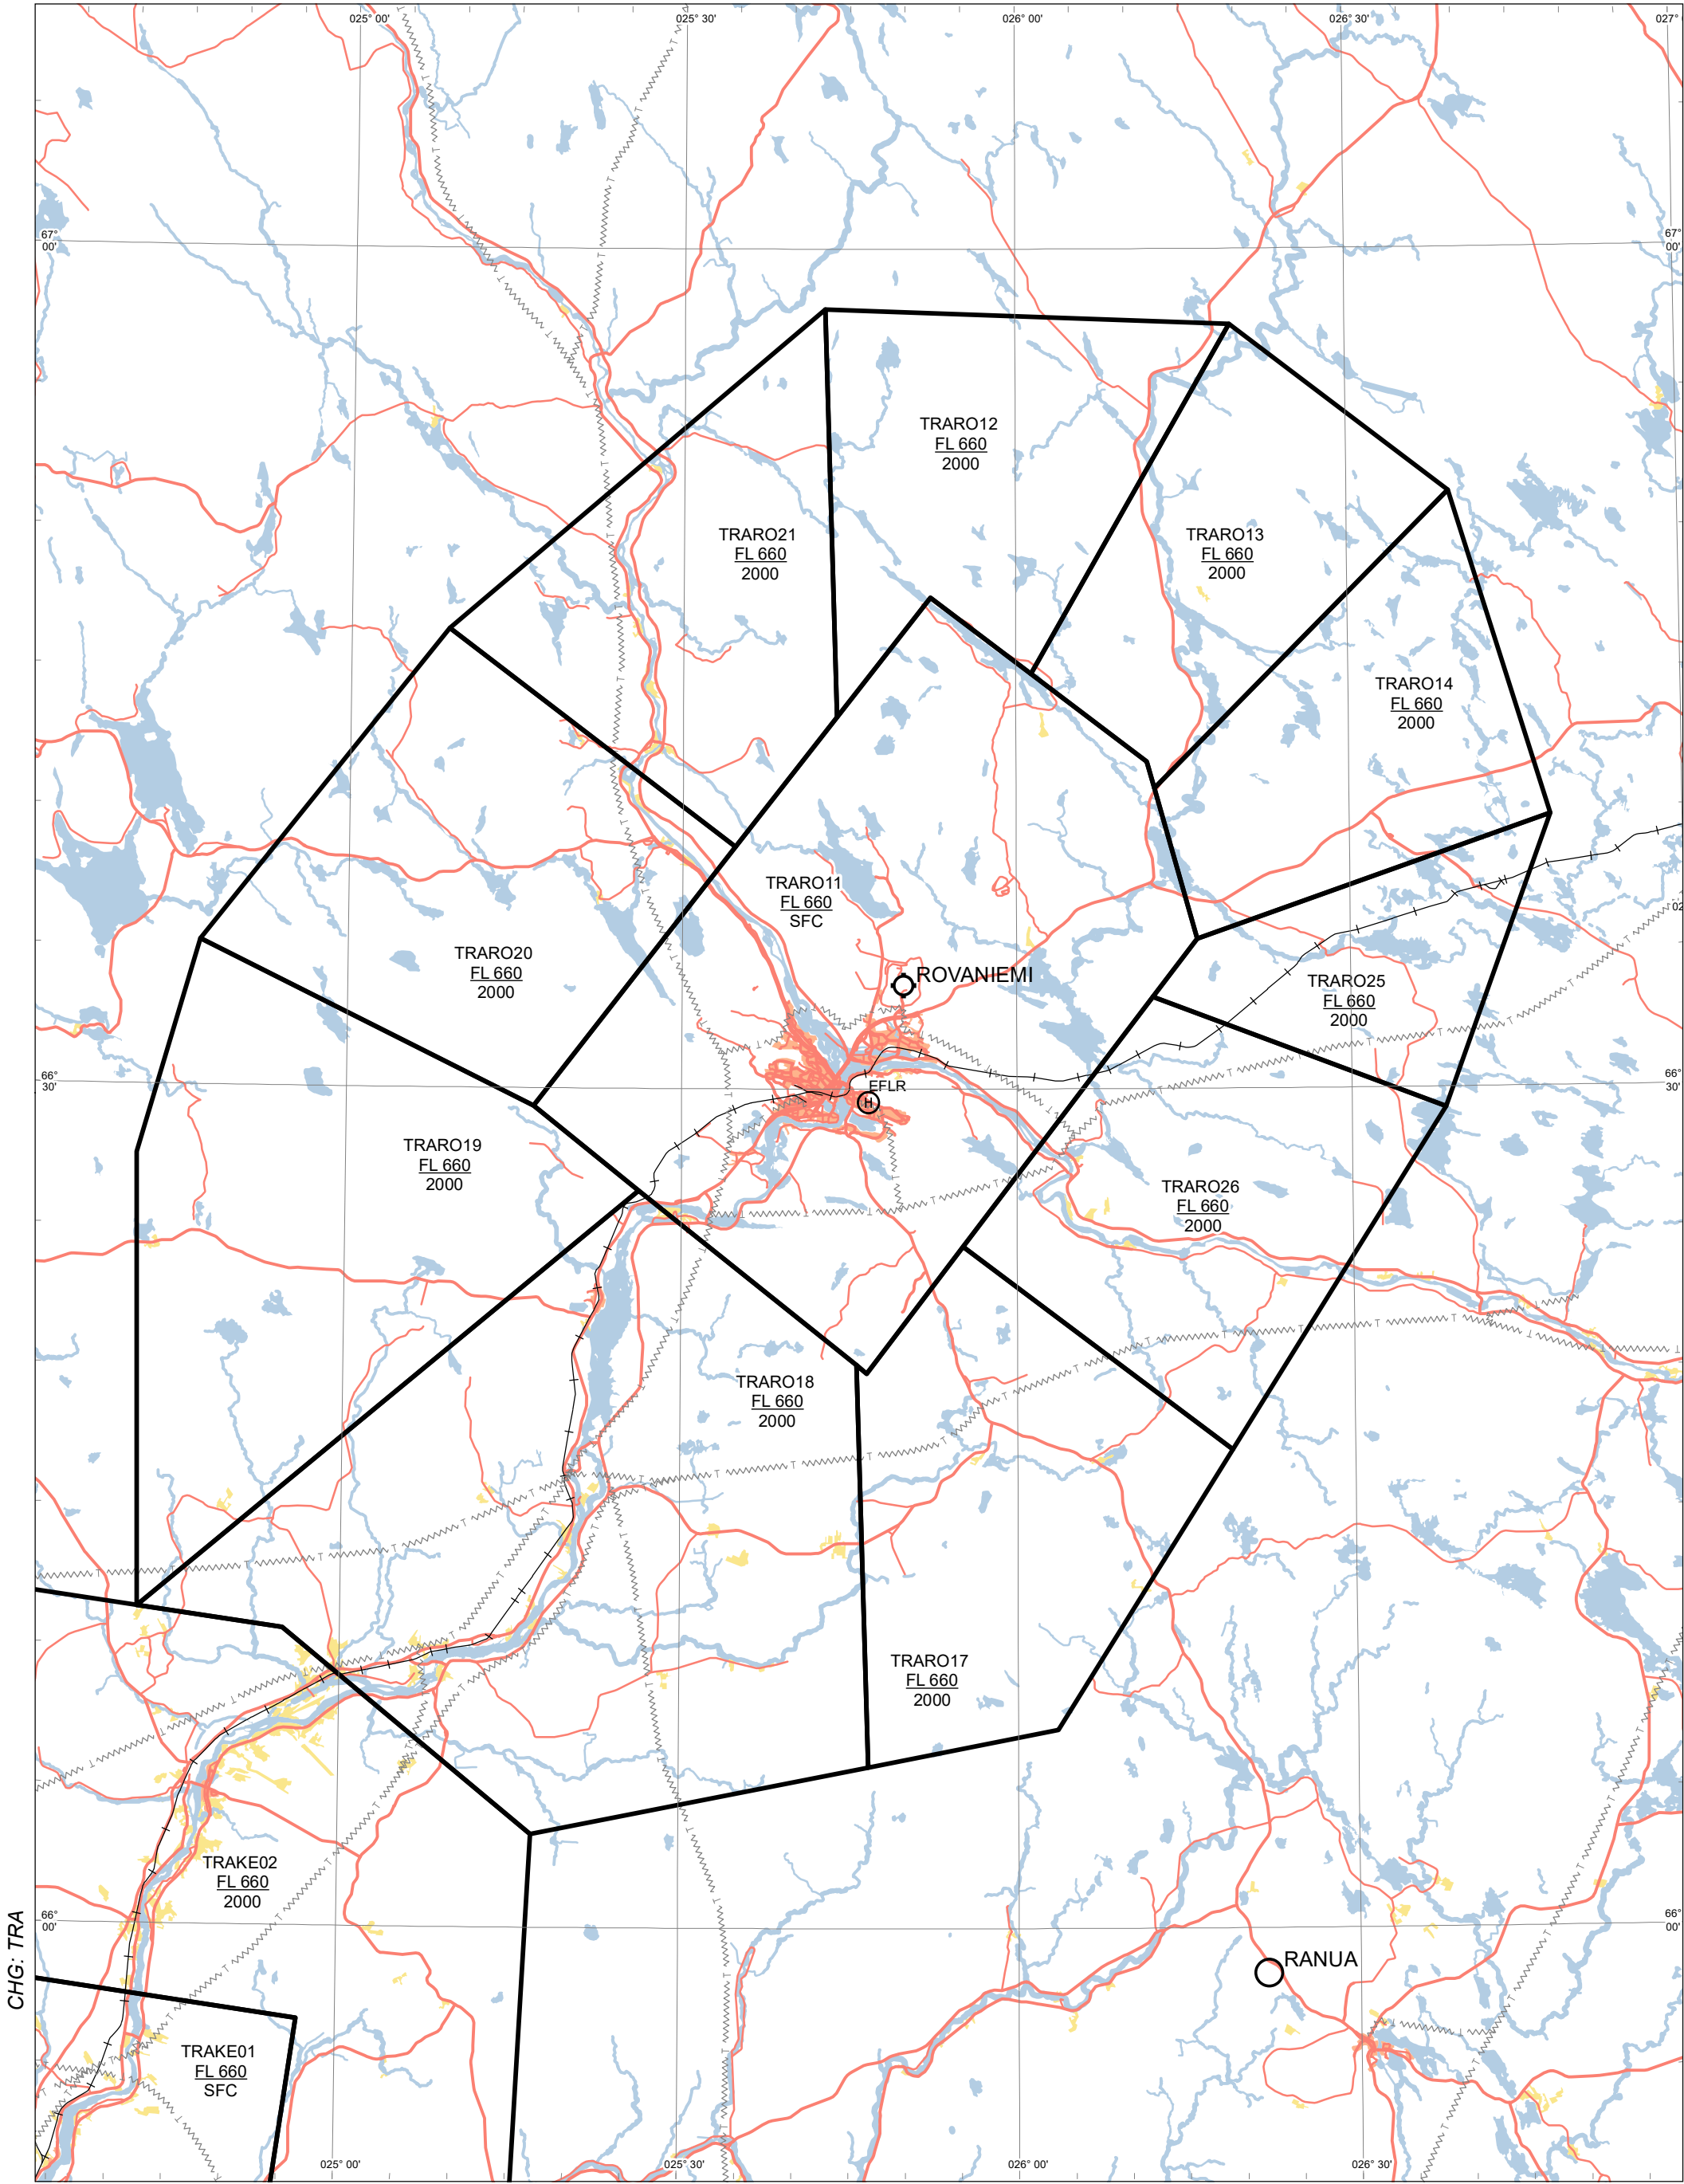 025° 00'
025° 30'
026° 00'
026° 30'
027°
67°
00'
67°
00'
TRARO12
FL 660
2000
TRARO21
FL 660
2000
TRARO13
FL 660
2000
TRARO14
FL 660
2000
TRARO11
FL 660
SFC
TRARO20
FL 660
2000
ROVANIEMI
TRARO25
FL 660
2000
66°
30'
EFLR
H
66°
30'
TRARO19
FL 660
2000
TRARO26
FL 660
2000
TRARO18
FL 660
2000
TRARO17
FL 660
2000
TRAKE02
FL 660
2000
66°
00'
66°
00'
CHG: TRA
RANUA
TRAKE01
FL 660
SFC
025° 00'
025° 30'
026° 00'
026° 30'